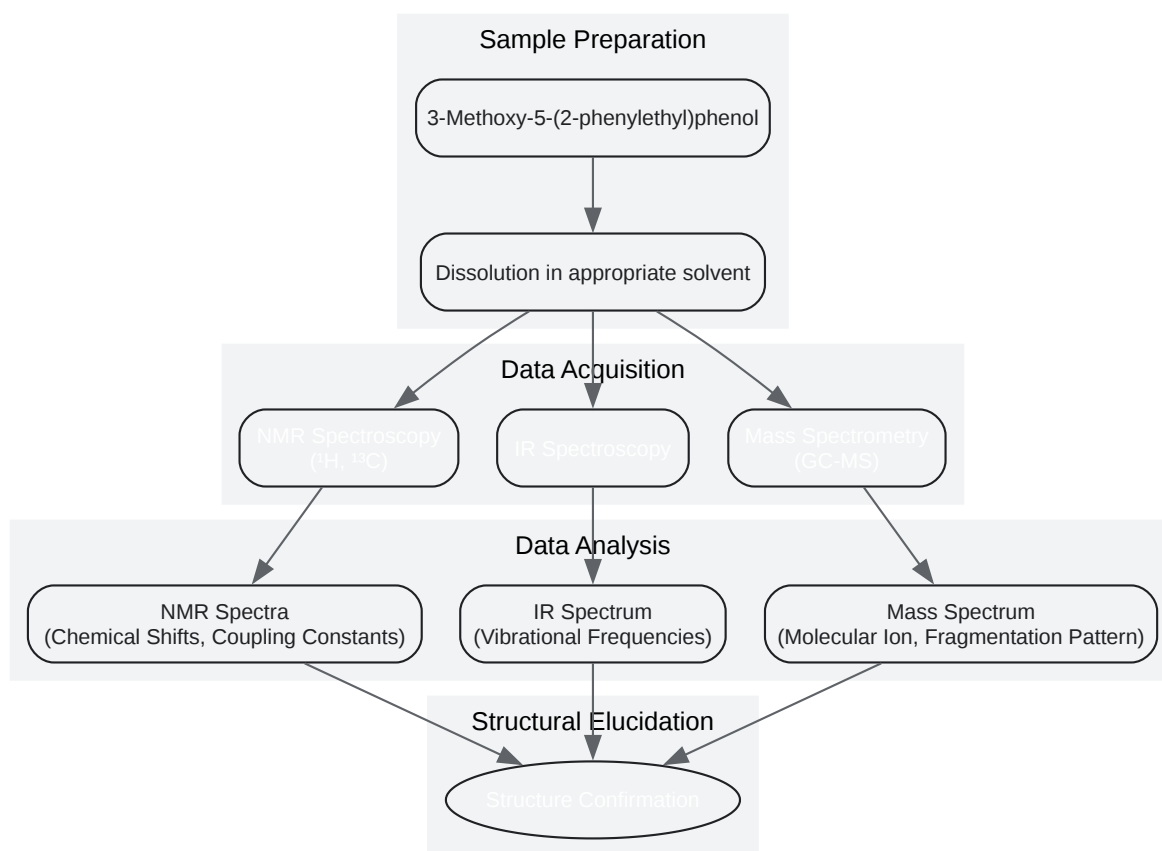 Sample Preparation
3-Methoxy-5-(2-phenylethyl)phenol
Dissolution in appropriate solvent
Data Acquisition
NMR Spectroscopy
(¹H, ¹³C)
IR Spectroscopy
Mass Spectrometry
(GC-MS)
Data Analysis
NMR Spectra
(Chemical Shifts, Coupling Constants)
IR Spectrum
(Vibrational Frequencies)
Mass Spectrum
(Molecular Ion, Fragmentation Pattern)
Structural Elucidation
Structure Confirmation